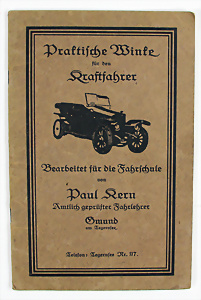 Praktische Winke
für den
Kraftfahrer
Bearbeitet für die Fahrschule
von
Paul Kern
Amtlich geprüfter Fahrlehrer
Gmund
am Tegernsee.
Telefon: Tegernsee Nr. 97.